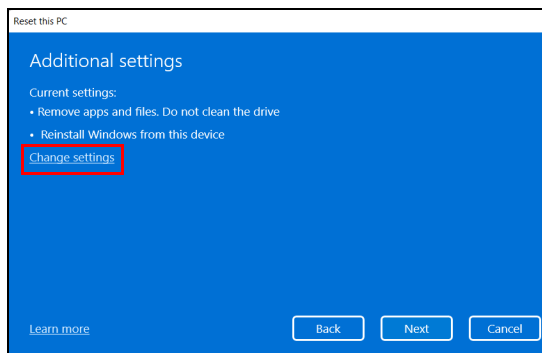 Reset this PC
Additional settings
Current settings:
• Remove apps and files. Do not clean the drive
• Reinstall Windows from this device
Change settings
Learn more
Back
Next
Cancel